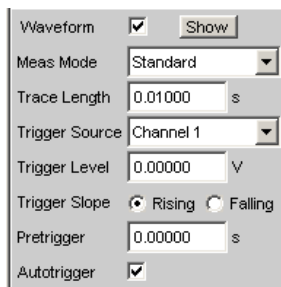 Waveform Show
Meas Mode Standard
Trace Length 0.01000 s
Trigger Source Channel 1
Trigger Level 0.00000 V
Trigger Slope Rising Falling
Pretrigger 0.00000 s
Autotrigger